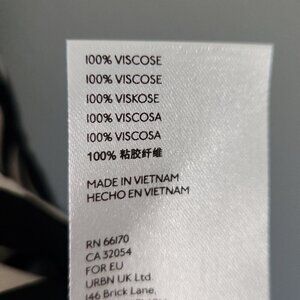 100% VISCOSE
100% VISCOSE
100% VISKOSE
100% VISCOSA
100% VISCOSA
100% 粘胶纤维
MADE IN VIETNAM
HECHO EN VIETNAM
RN 66170
CA 32054
FOR EU
URBN UK Ltd.
146 Brick Lane,